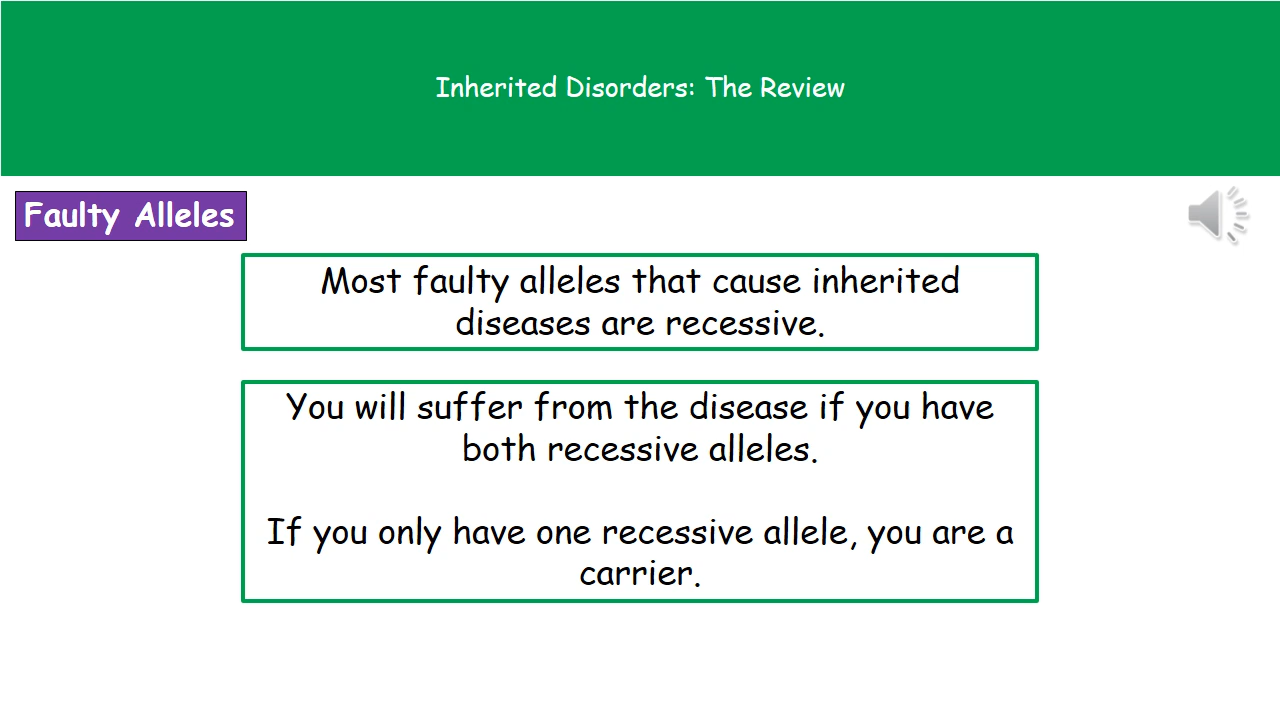 Inherited Disorders: The Review
Faulty Alleles
Most faulty alleles that cause inherited
diseases are recessive.
You will suffer from the disease if you have
both recessive alleles.
If you only have one recessive allele, you are a
carrier.